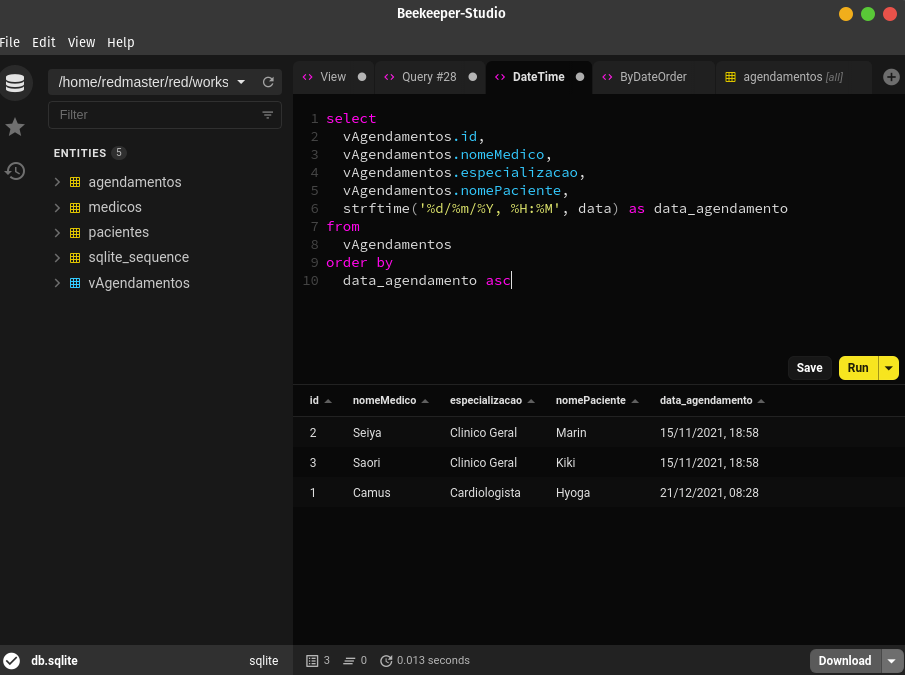 Beekeeper-Studio
File Edit View Help
/home/redmaster/red/works
View Query #28 DateTime ByDateOrder agendamentos [all]
Filter
ENTITIES 5
agendamentos
medicos
pacientes
sqlite_sequence
vAgendamentos
1 select
2 vAgendamentos.id,
3 vAgendamentos.nomeMedico,
4 vAgendamentos.especializacao,
5 vAgendamentos.nomePaciente,
6 strftime('%d/%m/%Y, %H:%M', data) as data_agendamento
7 from
8 vAgendamentos
9 order by
10 data_agendamento asc
Save Run
id nomeMedico especializacao nomePaciente data_agendamento
2 Seiya Clinico Geral Marin 15/11/2021, 18:58
3 Saori Clinico Geral Kiki 15/11/2021, 18:58
1 Camus Cardiologista Hyoga 21/12/2021, 08:28
db.sqlite sqlite
3 0 0.013 seconds Download